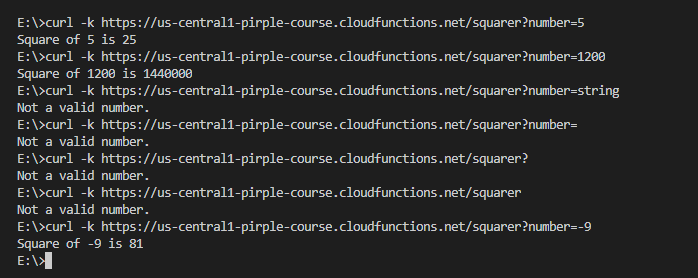 E:\>curl -k https://us-central1-pirple-course.cloudfunctions.net/squarer?number=5
Square of 5 is 25
E:\>curl -k https://us-central1-pirple-course.cloudfunctions.net/squarer?number=1200
Square of 1200 is 1440000
E:\>curl -k https://us-central1-pirple-course.cloudfunctions.net/squarer?number=string
Not a valid number.
E:\>curl -k https://us-central1-pirple-course.cloudfunctions.net/squarer?number=
Not a valid number.
E:\>curl -k https://us-central1-pirple-course.cloudfunctions.net/squarer?
Not a valid number.
E:\>curl -k https://us-central1-pirple-course.cloudfunctions.net/squarer
Not a valid number.
E:\>curl -k https://us-central1-pirple-course.cloudfunctions.net/squarer?number=-9
Square of -9 is 81
E:\>